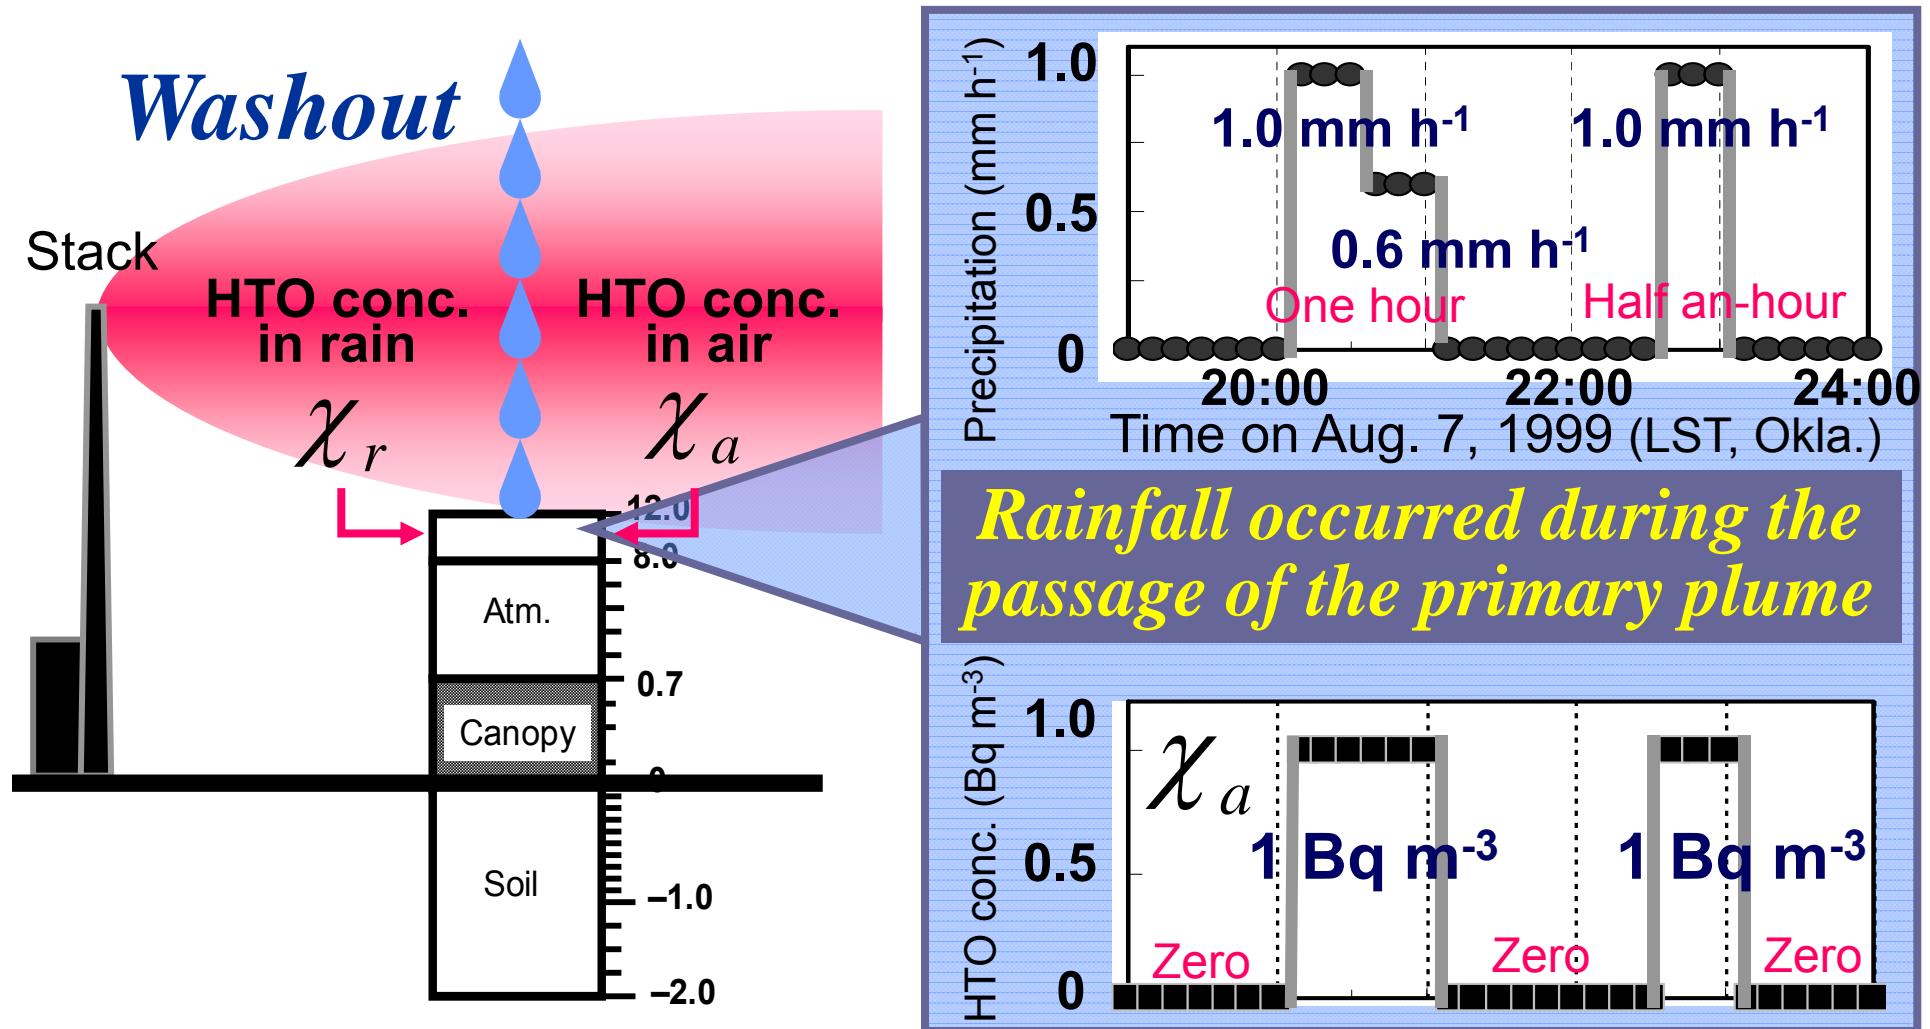 Washout
Stack
HTO conc.
in rain
χr
HTO conc.
in air
χa
12.0
8.0
Atm.
0.7
Canopy
0
Soil
–1.0
–2.0
Precipitation (mm h-1)
1.0
0.5
0
1.0 mm h-1
1.0 mm h-1
0.6 mm h-1
One hour
Half an-hour
20:00 22:00 24:00
Time on Aug. 7, 1999 (LST, Okla.)
Rainfall occurred during the
passage of the primary plume
HTO conc. (Bq m-3)
1.0
0.5
0
χa
1 Bq m-3
1 Bq m-3
Zero
Zero
Zero